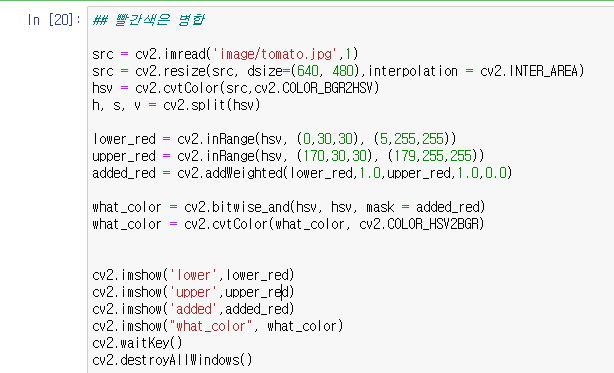 In [20]: ## 빨간색은 병합
src = cv2.imread('image/tomato.jpg',1)
src = cv2.resize(src, dsize=(640, 480),interpolation = cv2.INTER_AREA)
hsv = cv2.cvtColor(src,cv2.COLOR_BGR2HSV)
h, s, v = cv2.split(hsv)
lower_red = cv2.inRange(hsv, (0,30,30), (5,255,255))
upper_red = cv2.inRange(hsv, (170,30,30), (179,255,255))
added_red = cv2.addWeighted(lower_red,1.0,upper_red,1.0,0.0)
what_color = cv2.bitwise_and(hsv, hsv, mask = added_red)
what_color = cv2.cvtColor(what_color, cv2.COLOR_HSV2BGR)
cv2.imshow('lower',lower_red)
cv2.imshow('upper',upper_red)
cv2.imshow('added',added_red)
cv2.imshow("what_color", what_color)
cv2.waitKey()
cv2.destroyAllWindows()